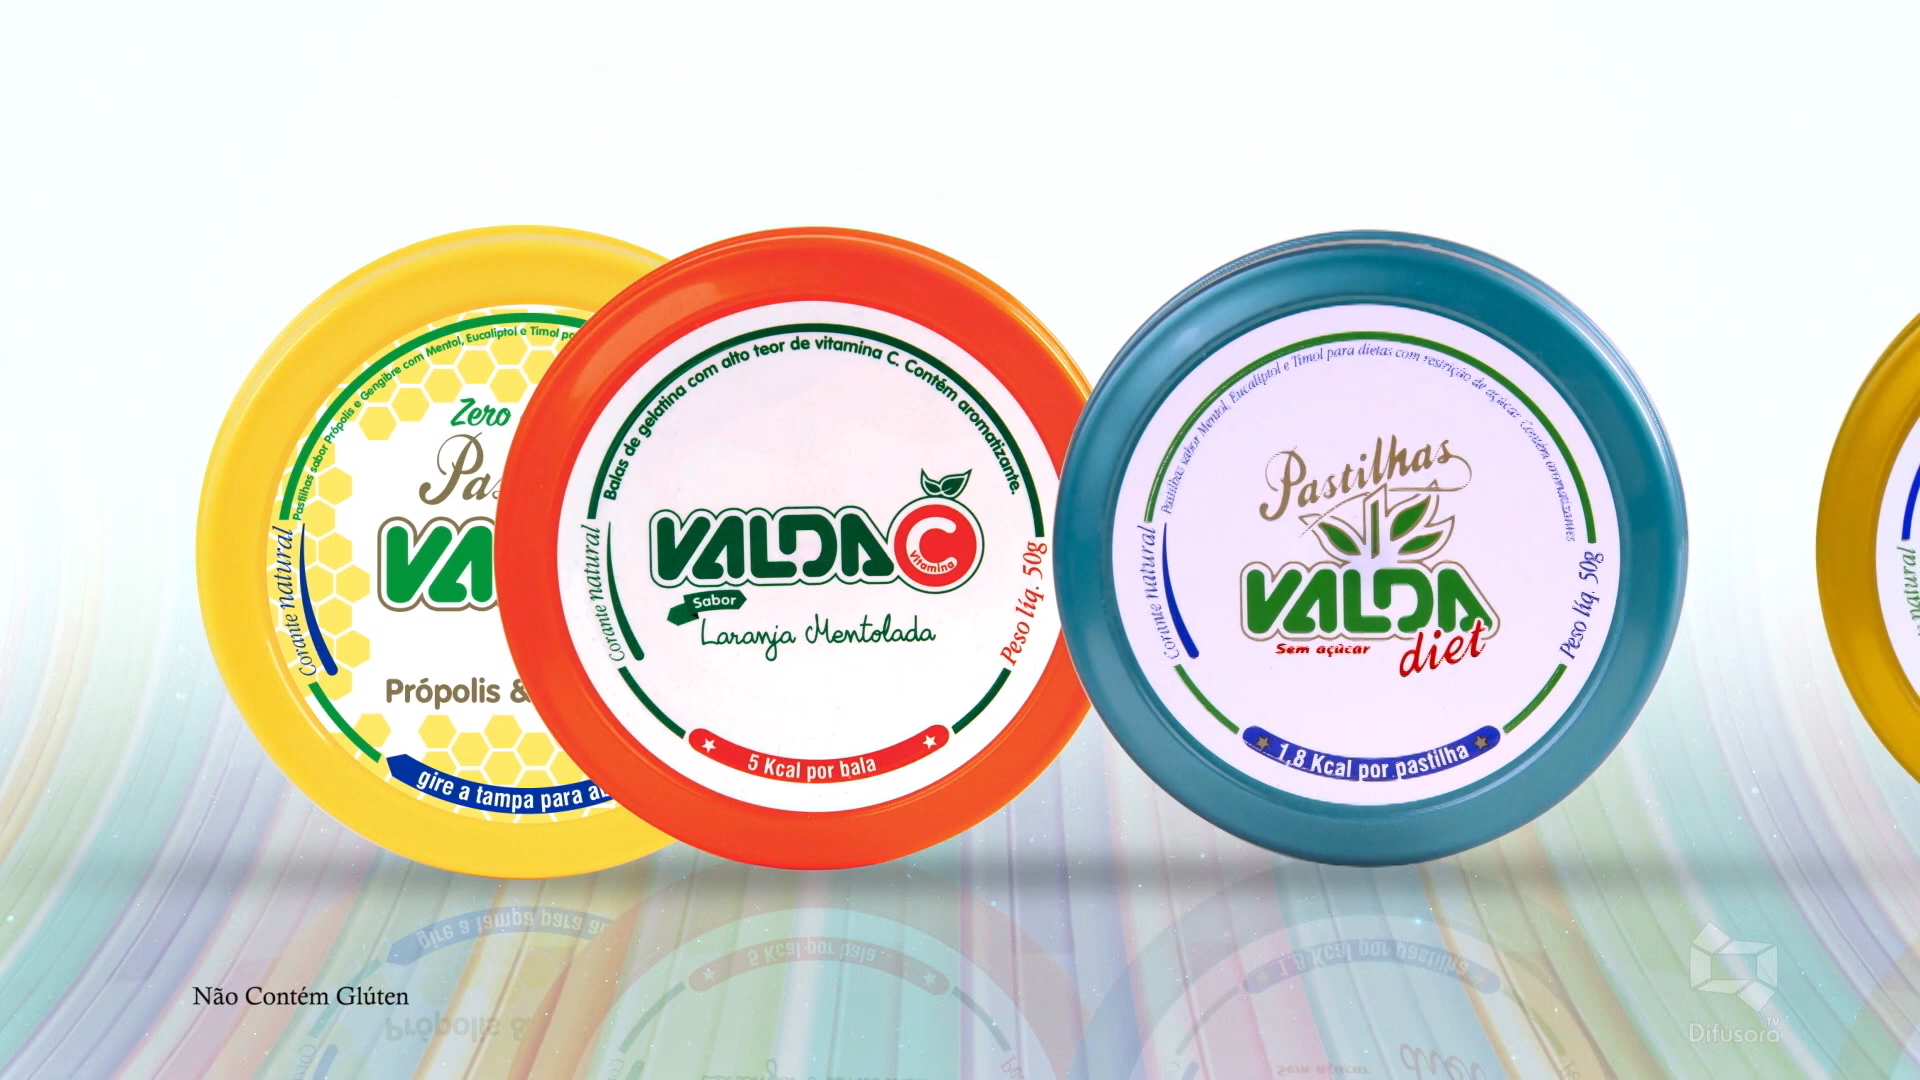 Pastilhas sabor Própolis e Gengibre com Mentol, Eucaliptol e Timol
Corante natural
Zero
VA
Própolis &
gire a tampa para
Balas de gelatina com alto teor de vitamina C. Contém aromatizante.
Corante natural
VALDA C
Vitamina
Sabor
Laranja Mentolada
Peso líq. 50g
5 Kcal por bala
Pastilhas sabor Mentol, Eucaliptol e Timol para dietas com restrição de açúcar. Contém aromatizantes
Corante natural
Pastilhas
VALDA
diet
Sem açúcar
Peso líq. 50g
1,8 Kcal por pastilha
Não Contém Glúten
TV
Difusora